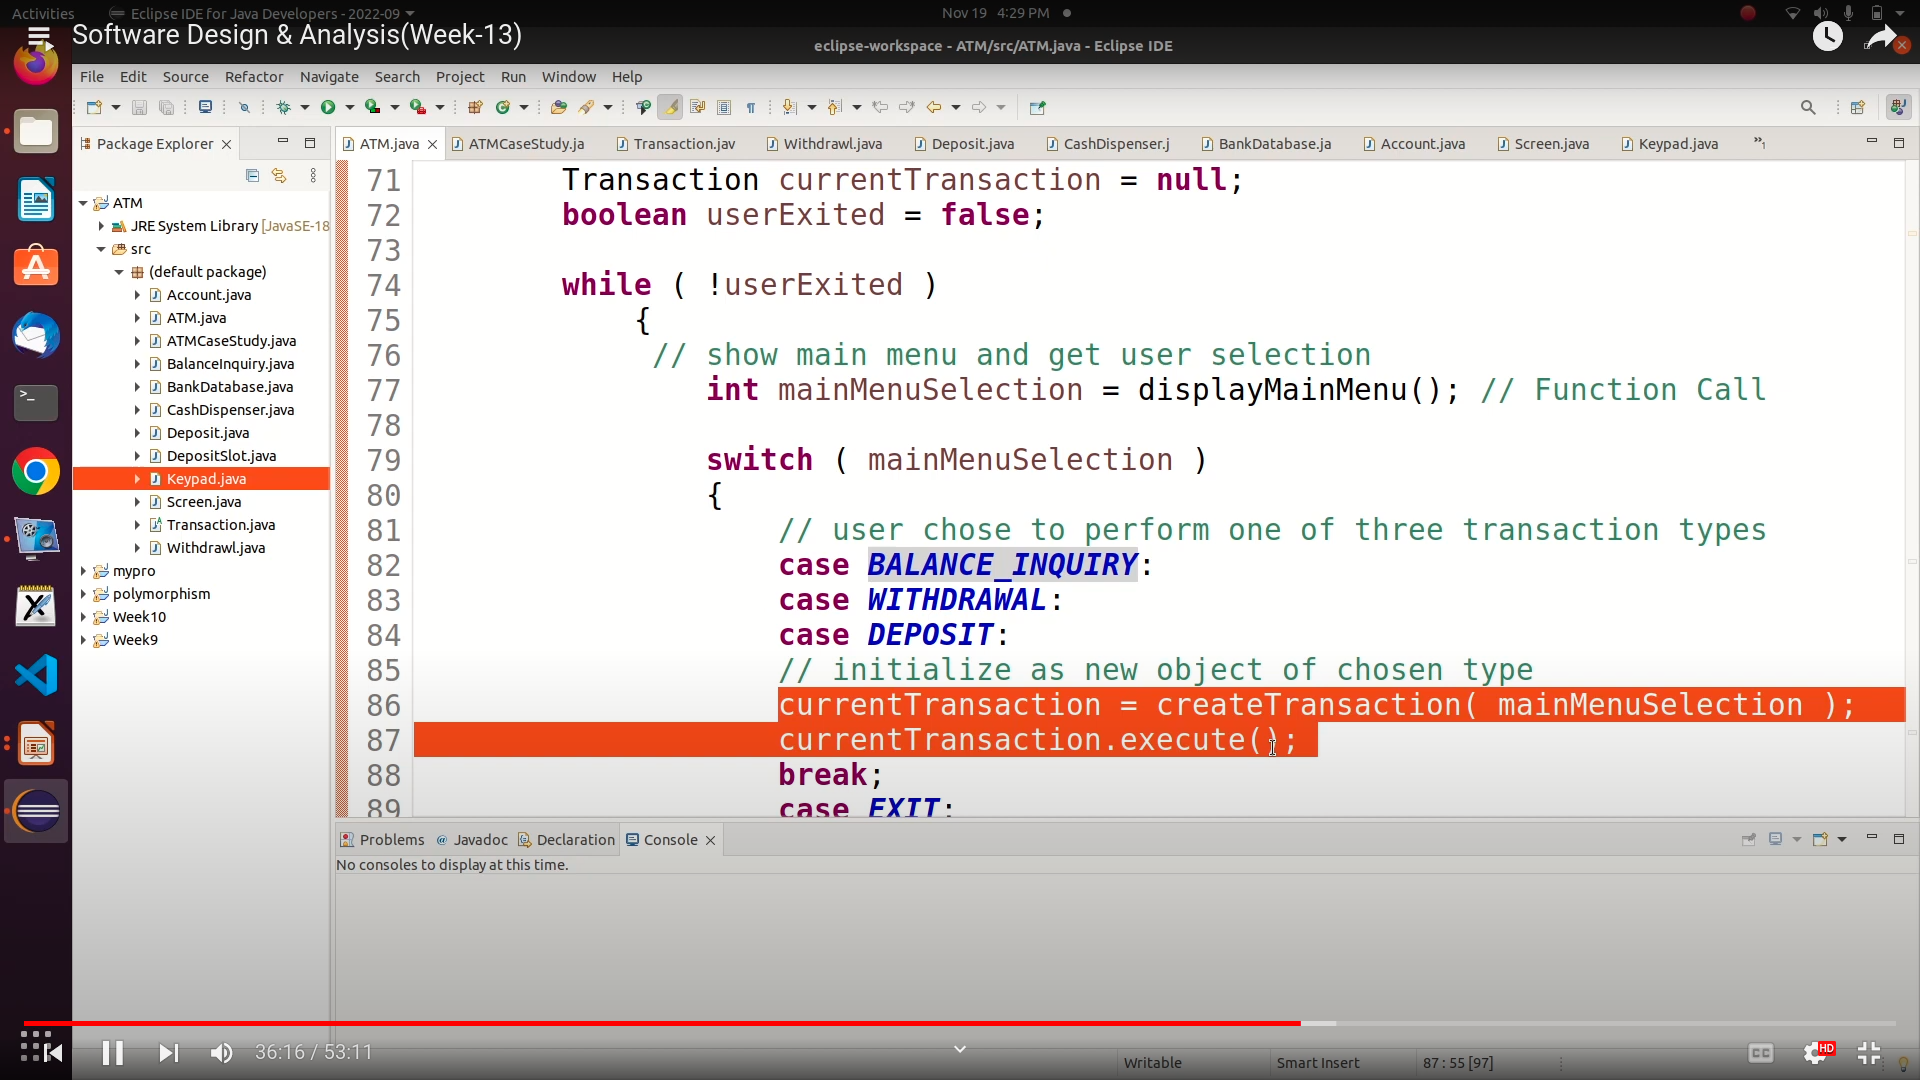 Activities
Eclipse IDE for Java Developers - 2022-09
Nov 19 4:29 PM
Software Design & Analysis(Week-13)
eclipse-workspace - ATM/src/ATM.java - Eclipse IDE
File Edit Source Refactor Navigate Search Project Run Window Help
Package Explorer
ATM.java
ATMCaseStudy.ja
Transaction.jav
Withdrawl.java
Deposit.java
CashDispenser.j
BankDatabase.ja
Account.java
Screen.java
Keypad.java
»1
ATM
JRE System Library [JavaSE-18
src
(default package)
Account.java
ATM.java
ATMCaseStudy.java
BalanceInquiry.java
BankDatabase.java
CashDispenser.java
Deposit.java
DepositSlot.java
Keypad.java
Screen.java
Transaction.java
Withdrawl.java
mypro
polymorphism
Week10
Week9
71 Transaction currentTransaction = null;
72 boolean userExited = false;
73
74 while ( !userExited )
75 {
76 // show main menu and get user selection
77 int mainMenuSelection = displayMainMenu(); // Function Call
78
79 switch ( mainMenuSelection )
80 {
81 // user chose to perform one of three transaction types
82 case BALANCE_INQUIRY:
83 case WITHDRAWAL:
84 case DEPOSIT:
85 // initialize as new object of chosen type
86 currentTransaction = createTransaction( mainMenuSelection );
87 currentTransaction.execute();
88 break;
89 case EXIT:
Problems
Javadoc
Declaration
Console
No consoles to display at this time.
36:16 / 53:11
Writable
Smart Insert
87 : 55 [97]
CC
HD